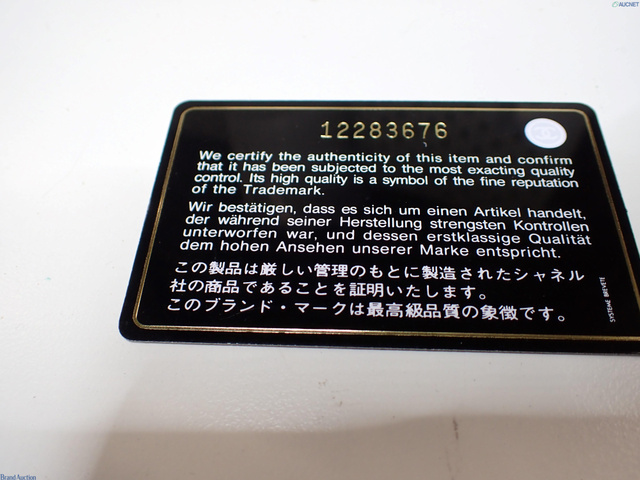 AUCNET
12283676
We certify the authenticity of this item and confirm
that it has been subjected to the most exacting quality
control. Its high quality is a symbol of the fine reputation
of the Trademark.
Wir bestätigen, dass es sich um einen Artikel handelt,
der während seiner Herstellung strengsten Kontrollen
unterworfen war, und dessen erstklassige Qualität
dem hohen Ansehen unserer Marke entspricht.
この製品は厳しい管理のもとに製造されたシャネル
社の商品であることを証明いたします。
このブランド・マークは最高級品質の象徴です。
SYSTEME BREVETE
BrandAuction